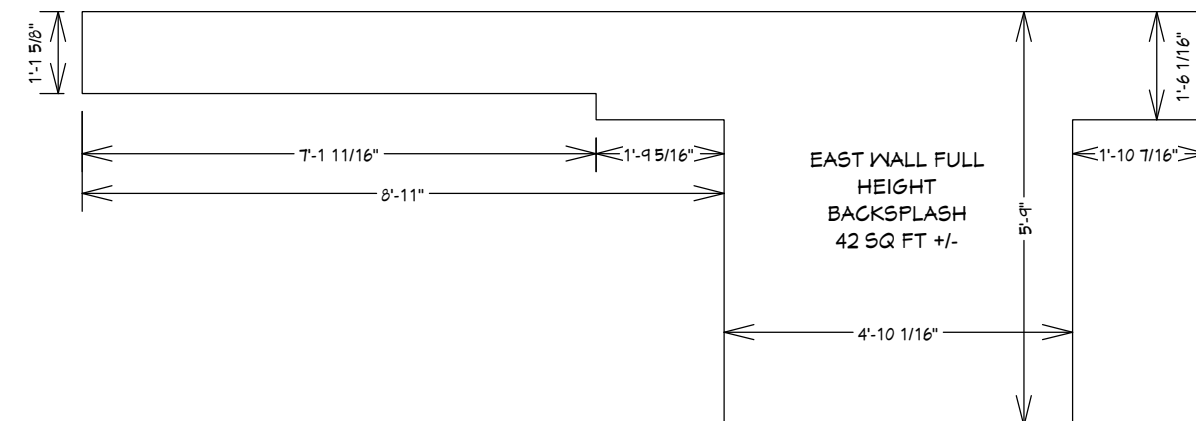 1'-1 5/8"
1'-6 1/16"
7'-1 11/16"
1'-9 5/16"
1'-10 7/16"
8'-11"
EAST WALL FULL
HEIGHT
BACKSPLASH
42 SQ FT +/-
5'-9"
4'-10 1/16"